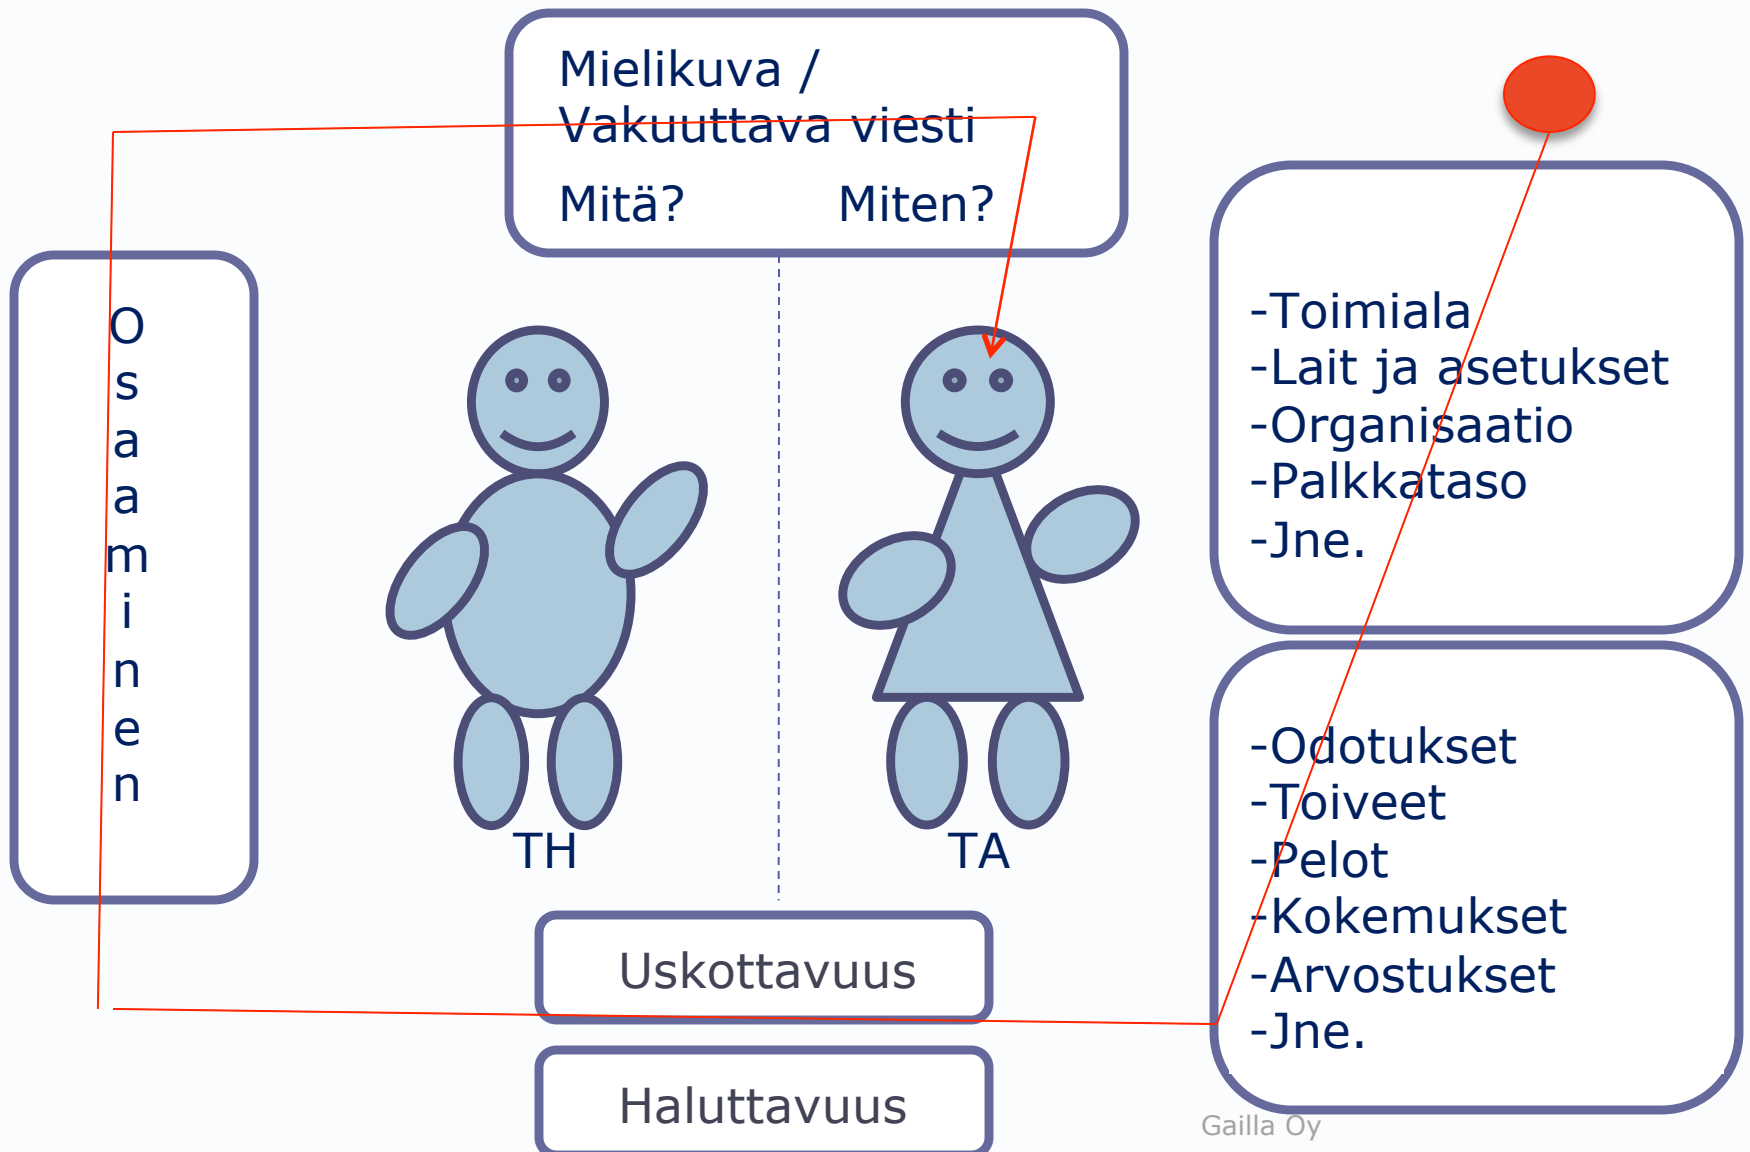 Mielikuva /
Vakuuttava viesti
Mitä? Miten?
O
s
a
a
m
i
n
e
n
TH
TA
-Toimiala
-Lait ja asetukset
-Organisaatio
-Palkkataso
-Jne.
-Odotukset
-Toiveet
-Pelot
-Kokemukset
-Arvostukset
-Jne.
Uskottavuus
Haluttavuus
Gailla Oy